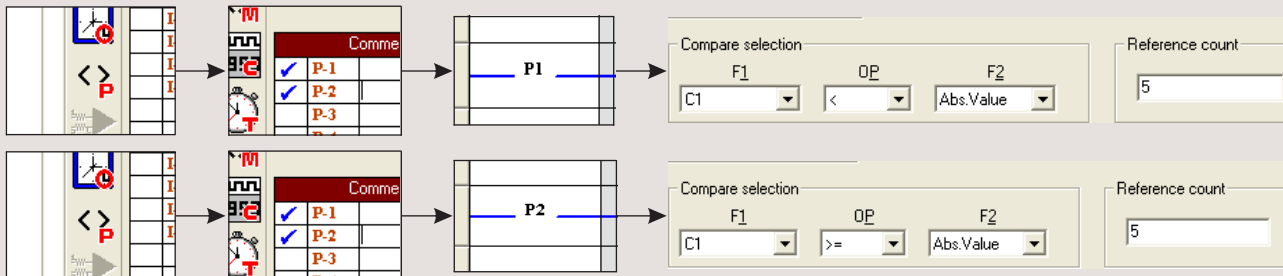 I-
I-
I-
I-
P
M
C
T
Comme
P-1
P-2
P-3
P1
Compare selection
F1 OP F2
C1 < Abs.Value
Reference count
5
I-
I-
I-
I-
P
M
C
T
Comme
P-1
P-2
P-3
P2
Compare selection
F1 OP F2
C1 >= Abs.Value
Reference count
5